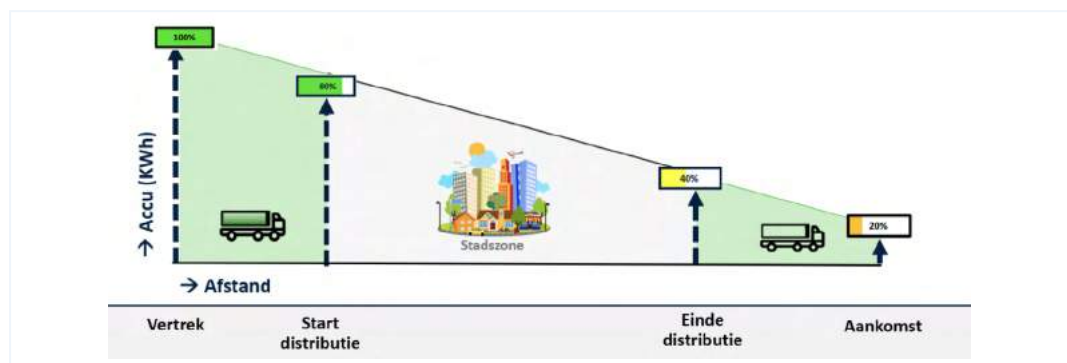 100%
80%
40%
20%
→ Accu (KWh)
Stadszone
→ Afstand
Vertrek
Start
distributie
Einde
distributie
Aankomst